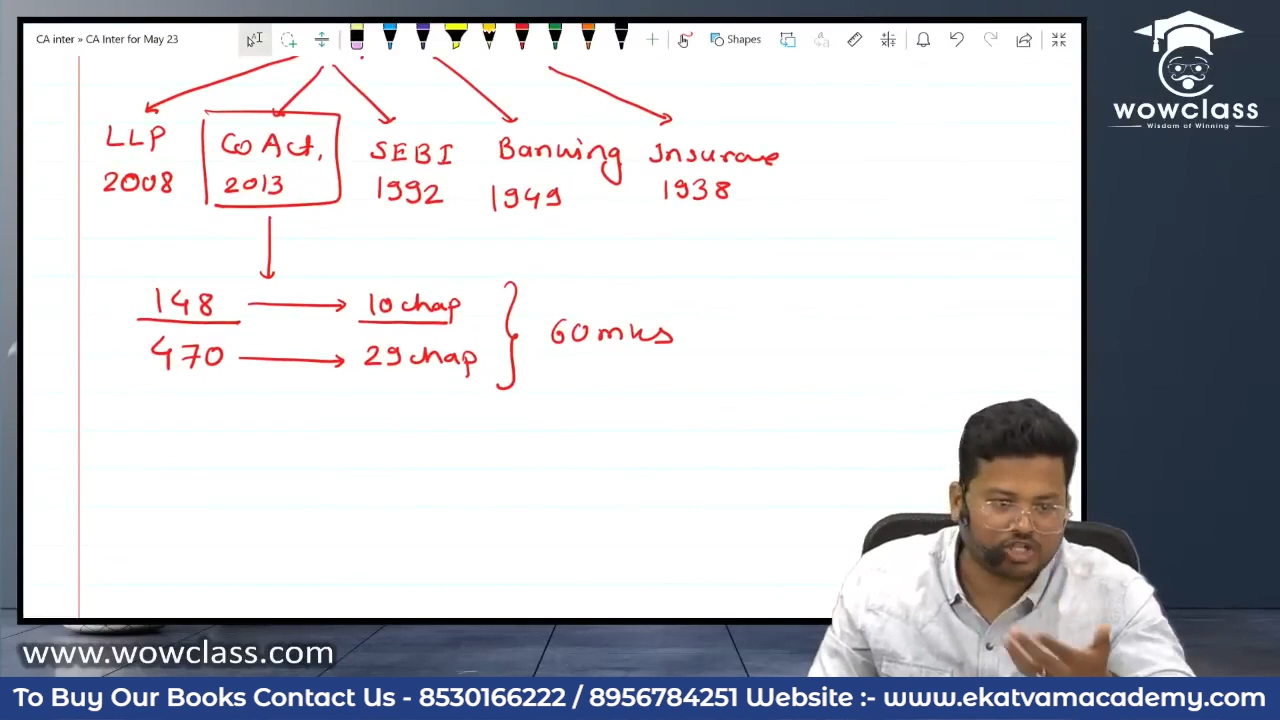 CA inter » CA Inter for May 23
Shapes
wowclass
Wisdom of Winning
LLP
2008
Co Act,
2013
SEBI
1992
Banking
1949
Insurance
1938
148 10 chap
470 29 chap
60 mks
www.wowclass.com
To Buy Our Books Contact Us - 8530166222 / 8956784251 Website :- www.ekatvamacademy.com